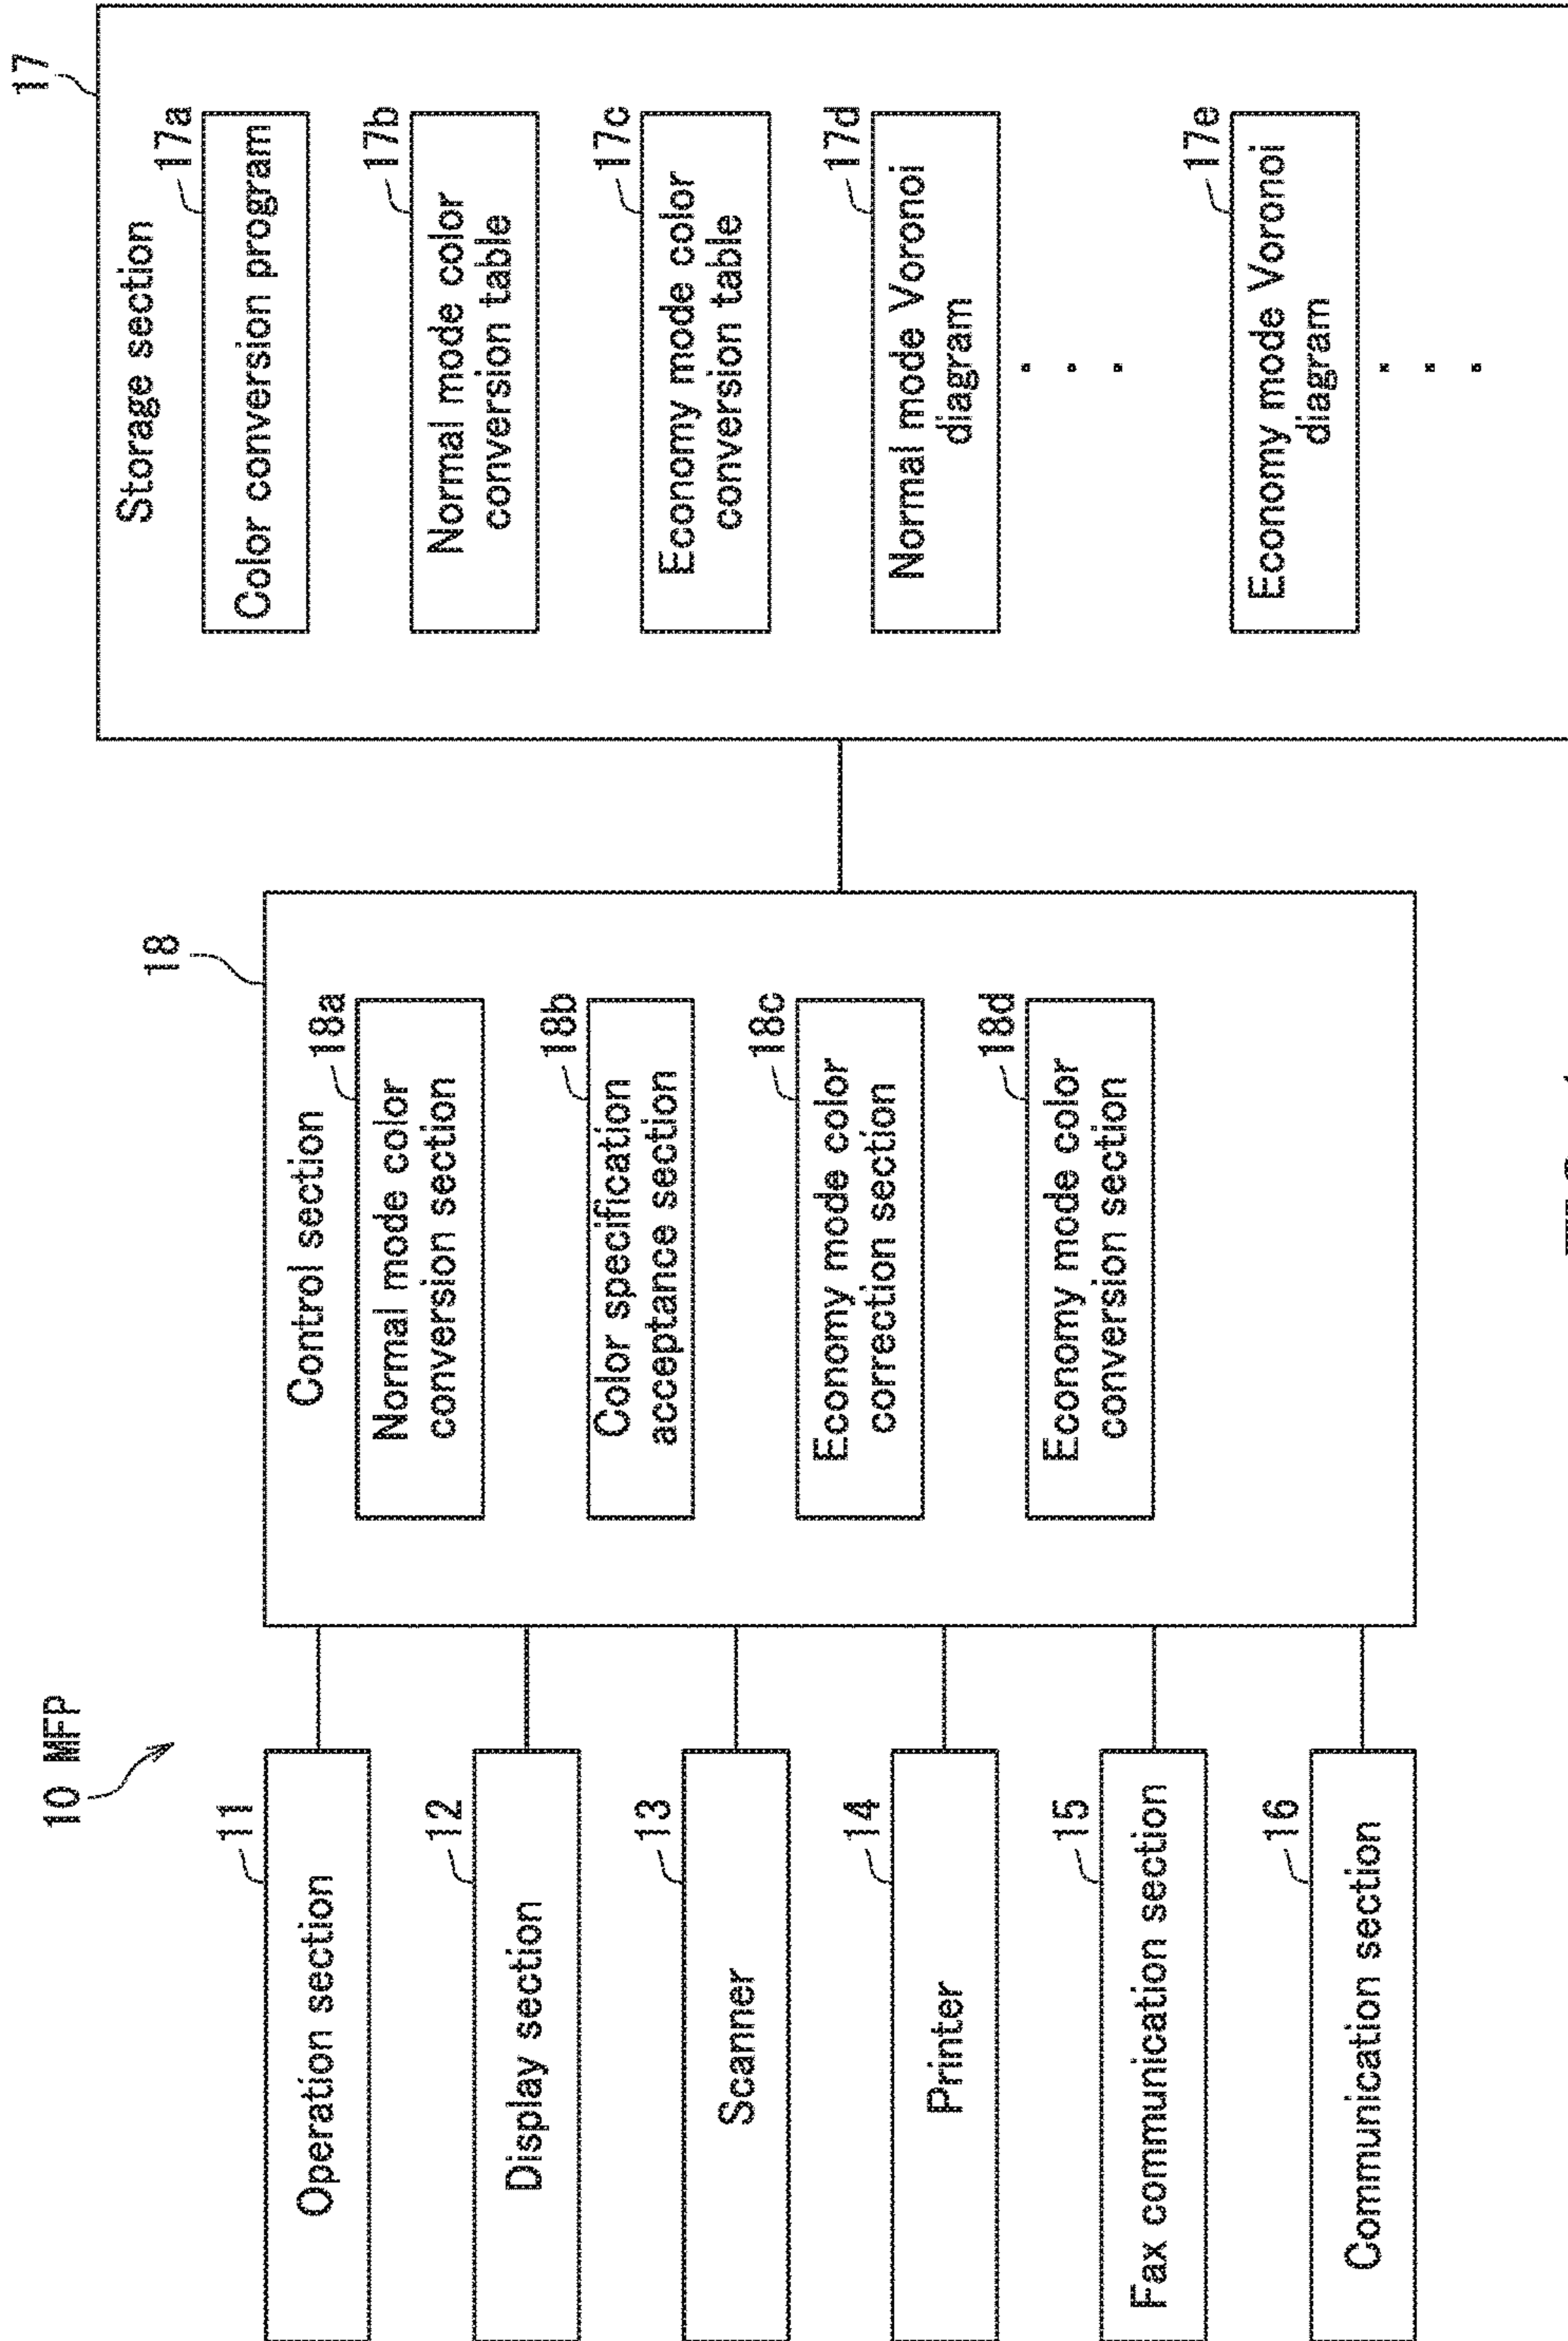 10 MFP
11
Operation section
12
Display section
13
Scanner
14
Printer
15
Fax communication section
16
Communication section
18
Control section
18a
Normal mode color
conversion section
18b
Color specification
acceptance section
18c
Economy mode color
correction section
18d
Economy mode color
conversion section
17
Storage section
17a
Color conversion program
17b
Normal mode color
conversion table
17c
Economy mode color
conversion table
17d
Normal mode Voronoi
diagram
17e
Economy mode Voronoi
diagram